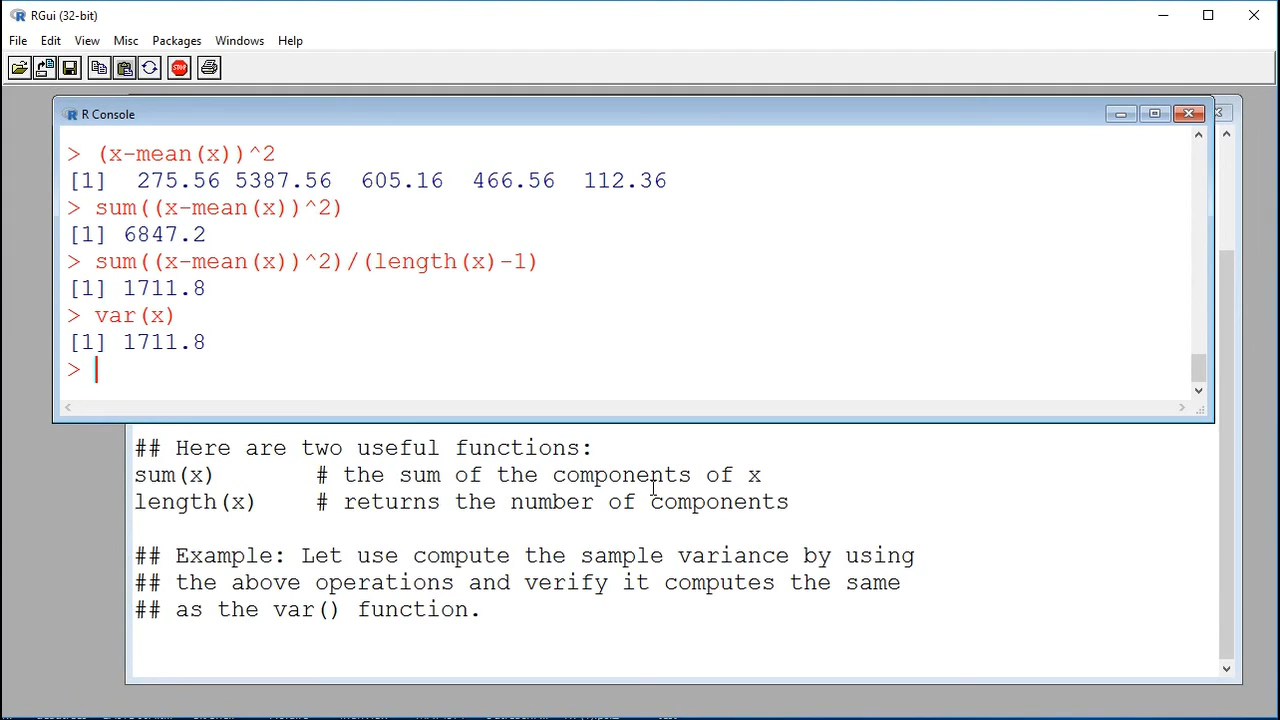 RGui (32-bit)
File Edit View Misc Packages Windows Help
STOP
R Console
> (x-mean(x))^2
[1]  275.56 5387.56  605.16  466.56  112.36
> sum((x-mean(x))^2)
[1] 6847.2
> sum((x-mean(x))^2)/(length(x)-1)
[1] 1711.8
> var(x)
[1] 1711.8
>
## Here are two useful functions:
sum(x)       # the sum of the components of x
length(x)    # returns the number of components
## Example: Let use compute the sample variance by using
## the above operations and verify it computes the same
## as the var() function.